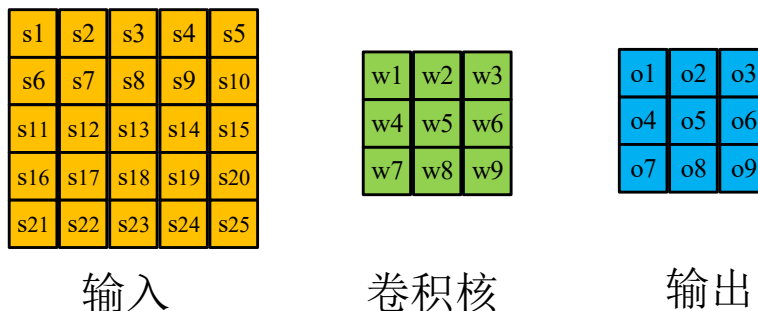 s1 s2 s3 s4 s5
s6 s7 s8 s9 s10
s11 s12 s13 s14 s15
s16 s17 s18 s19 s20
s21 s22 s23 s24 s25
输入
w1 w2 w3
w4 w5 w6
w7 w8 w9
卷积核
o1 o2 o3
o4 o5 o6
o7 o8 o9
输出